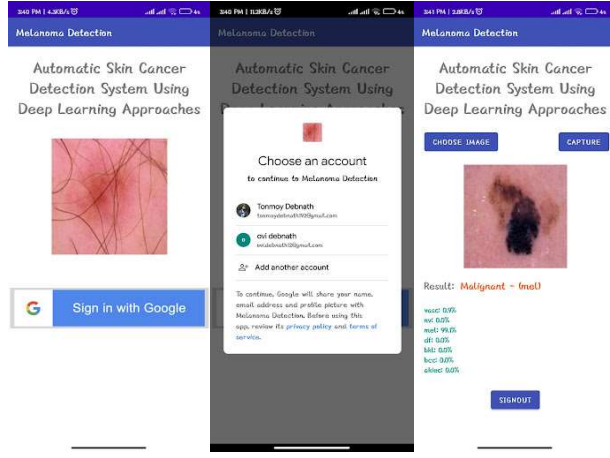 3:40 PM | 4.3KB/s
Melanoma Detection
Automatic Skin Cancer
Detection System Using
Deep Learning Approaches
G Sign in with Google
3:40 PM | 11.2KB/s
Melanoma Detection
Automatic Skin Cancer
Detection System Using
Choose an account
to continue to Melanoma Detection
Tonmoy Debnath
ovi debnath
Add another account
To continue, Google will share your name,
email address and profile picture with
Melanoma Detection. Before using this
app, review its privacy policy and terms of
service.
3:41 PM | 2.8KB/s
Melanoma Detection
Automatic Skin Cancer
Detection System Using
Deep Learning Approaches
CHOOSE IMAGE
CAPTURE
Result: Malignant - (mel)
vasc: 0.9%
nv: 0.0%
mel: 99.1%
df: 0.0%
bkl: 0.0%
bcc: 0.0%
akiec: 0.0%
SIGNOUT